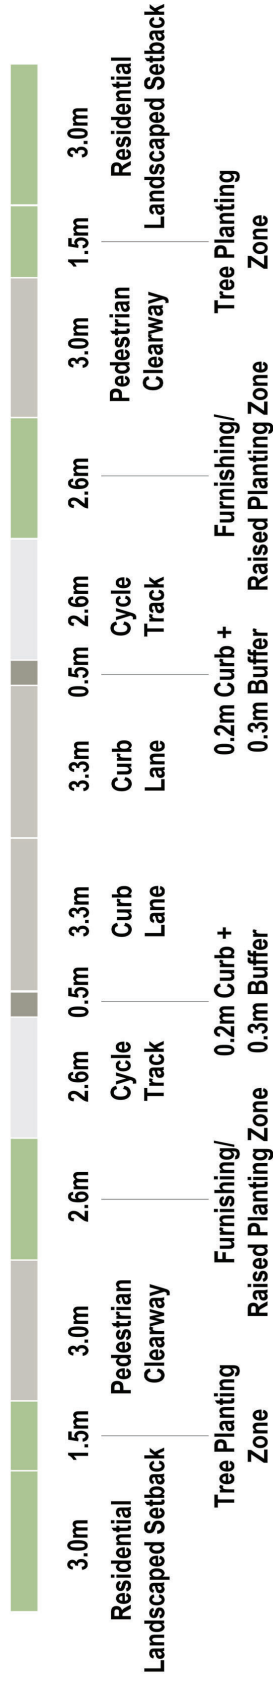 3.0m
1.5m
3.0m
2.6m
2.6m
0.5m
3.3m
3.3m
0.5m
2.6m
2.6m
3.0m
1.5m
3.0m
Residential
Landscaped Setback
Tree Planting
Zone
Pedestrian
Clearway
Furnishing/
Raised Planting Zone
Cycle
Track
0.2m Curb +
0.3m Buffer
Curb
Lane
Curb
Lane
0.2m Curb +
0.3m Buffer
Cycle
Track
Furnishing/
Raised Planting Zone
Pedestrian
Clearway
Tree Planting
Zone
Residential
Landscaped Setback